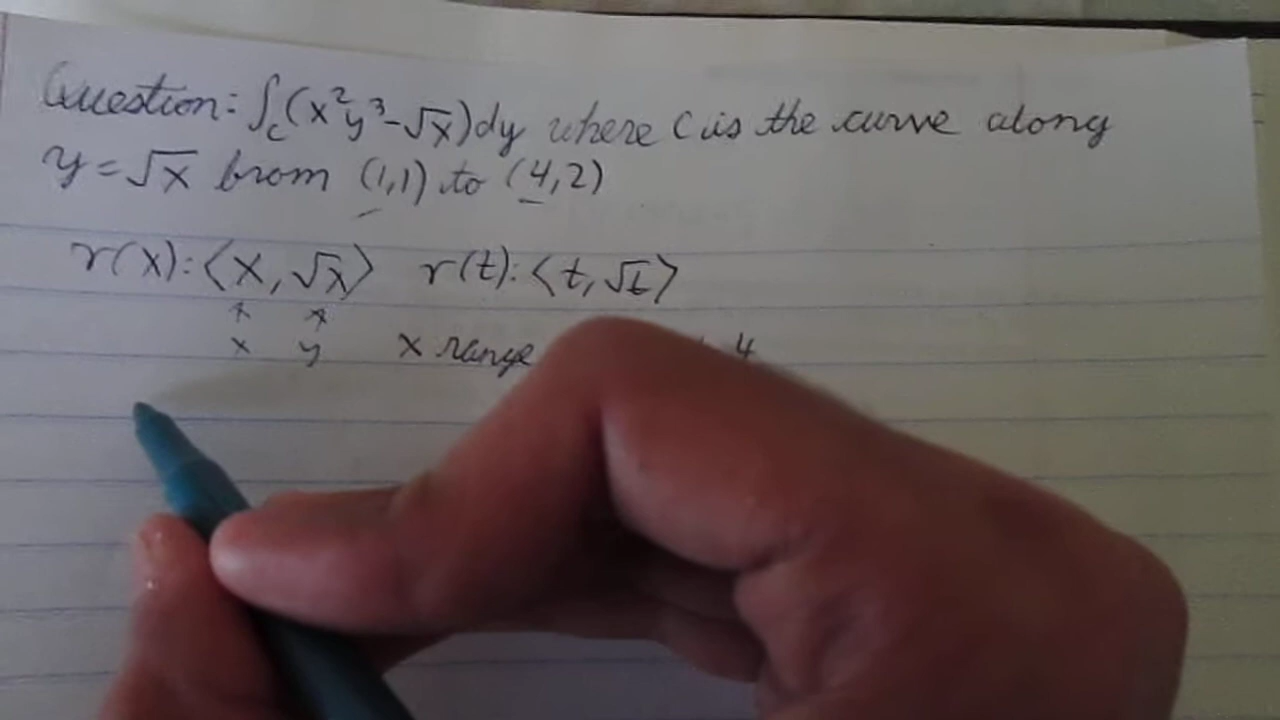 Question: ∫c(x²y³-√x)dy where C is the curve along
y=√x from (1,1) to (4,2)
r(x):⟨x,√x⟩ r(t):⟨t,√t⟩
x y x range 4